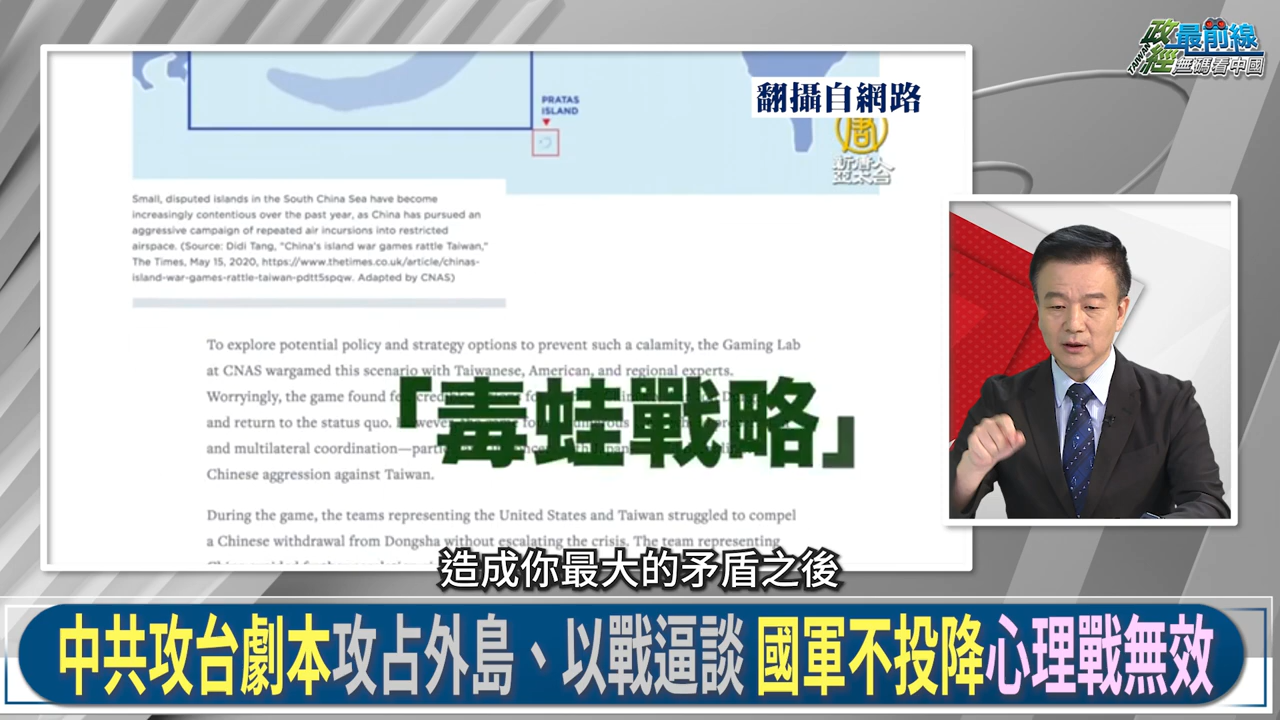 政經最前線
TAIWAN
無碼看中國
翻攝自網路
唐
新唐人
亞太台
PRATAS
ISLAND
Small, disputed islands in the South China Sea have become
increasingly contentious over the past year, as China has pursued an
aggressive campaign of repeated air incursions into restricted
airspace. (Source: Didi Tang, "China's island war games rattle Taiwan,"
The Times, May 15, 2020, https://www.thetimes.co.uk/article/chinas-
island-war-games-rattle-taiwan-pdtt5spqw. Adapted by CNAS)
To explore potential policy and strategy options to prevent such a calamity, the Gaming Lab
at CNAS wargamed this scenario with Taiwanese, American, and regional experts.
Worryingly, the game found
and return to the status quo.
and multilateral coordination
Chinese aggression against Taiwan.
「毒蛙戰略」
During the game, the teams representing the United States and Taiwan struggled to compel
a Chinese withdrawal from Dongsha without escalating the crisis. The team representing
造成你最大的矛盾之後
中共攻台劇本攻占外島、以戰逼談 國軍不投降心理戰無效